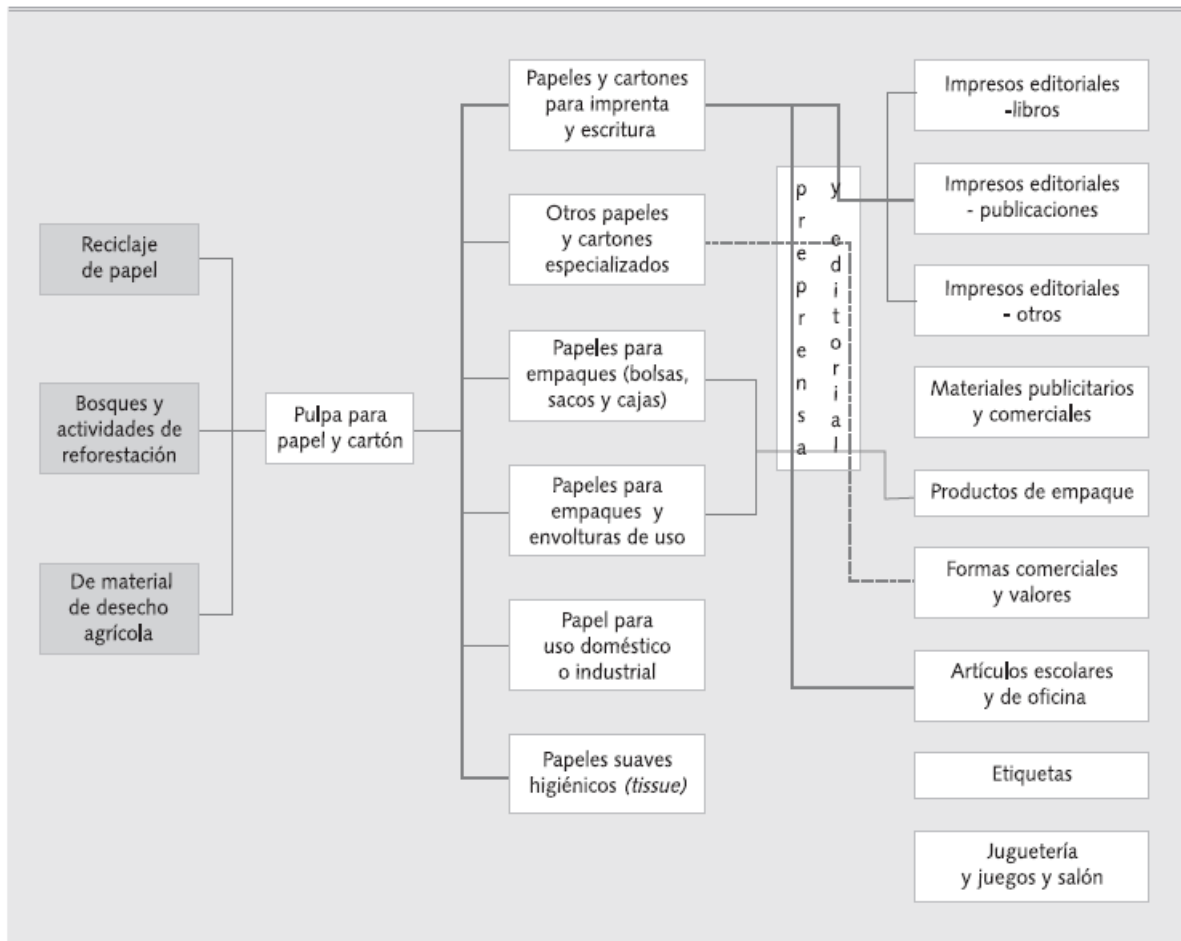 Reciclaje
de papel
Bosques y
actividades de
reforestación
De material
de desecho
agrícola
Pulpa para
papel y cartón
Papeles y cartones
para imprenta
y escritura
Otros papeles
y cartones
especializados
Papeles para
empaques (bolsas,
sacos y cajas)
Papeles para
empaques y
envolturas de uso
Papel para
uso doméstico
o industrial
Papeles suaves
higiénicos (tissue)
preprensa
y editorial
Impresos editoriales
-libros
Impresos editoriales
- publicaciones
Impresos editoriales
- otros
Materiales publicitarios
y comerciales
Productos de empaque
Formas comerciales
y valores
Artículos escolares
y de oficina
Etiquetas
Juguetería
y juegos y salón